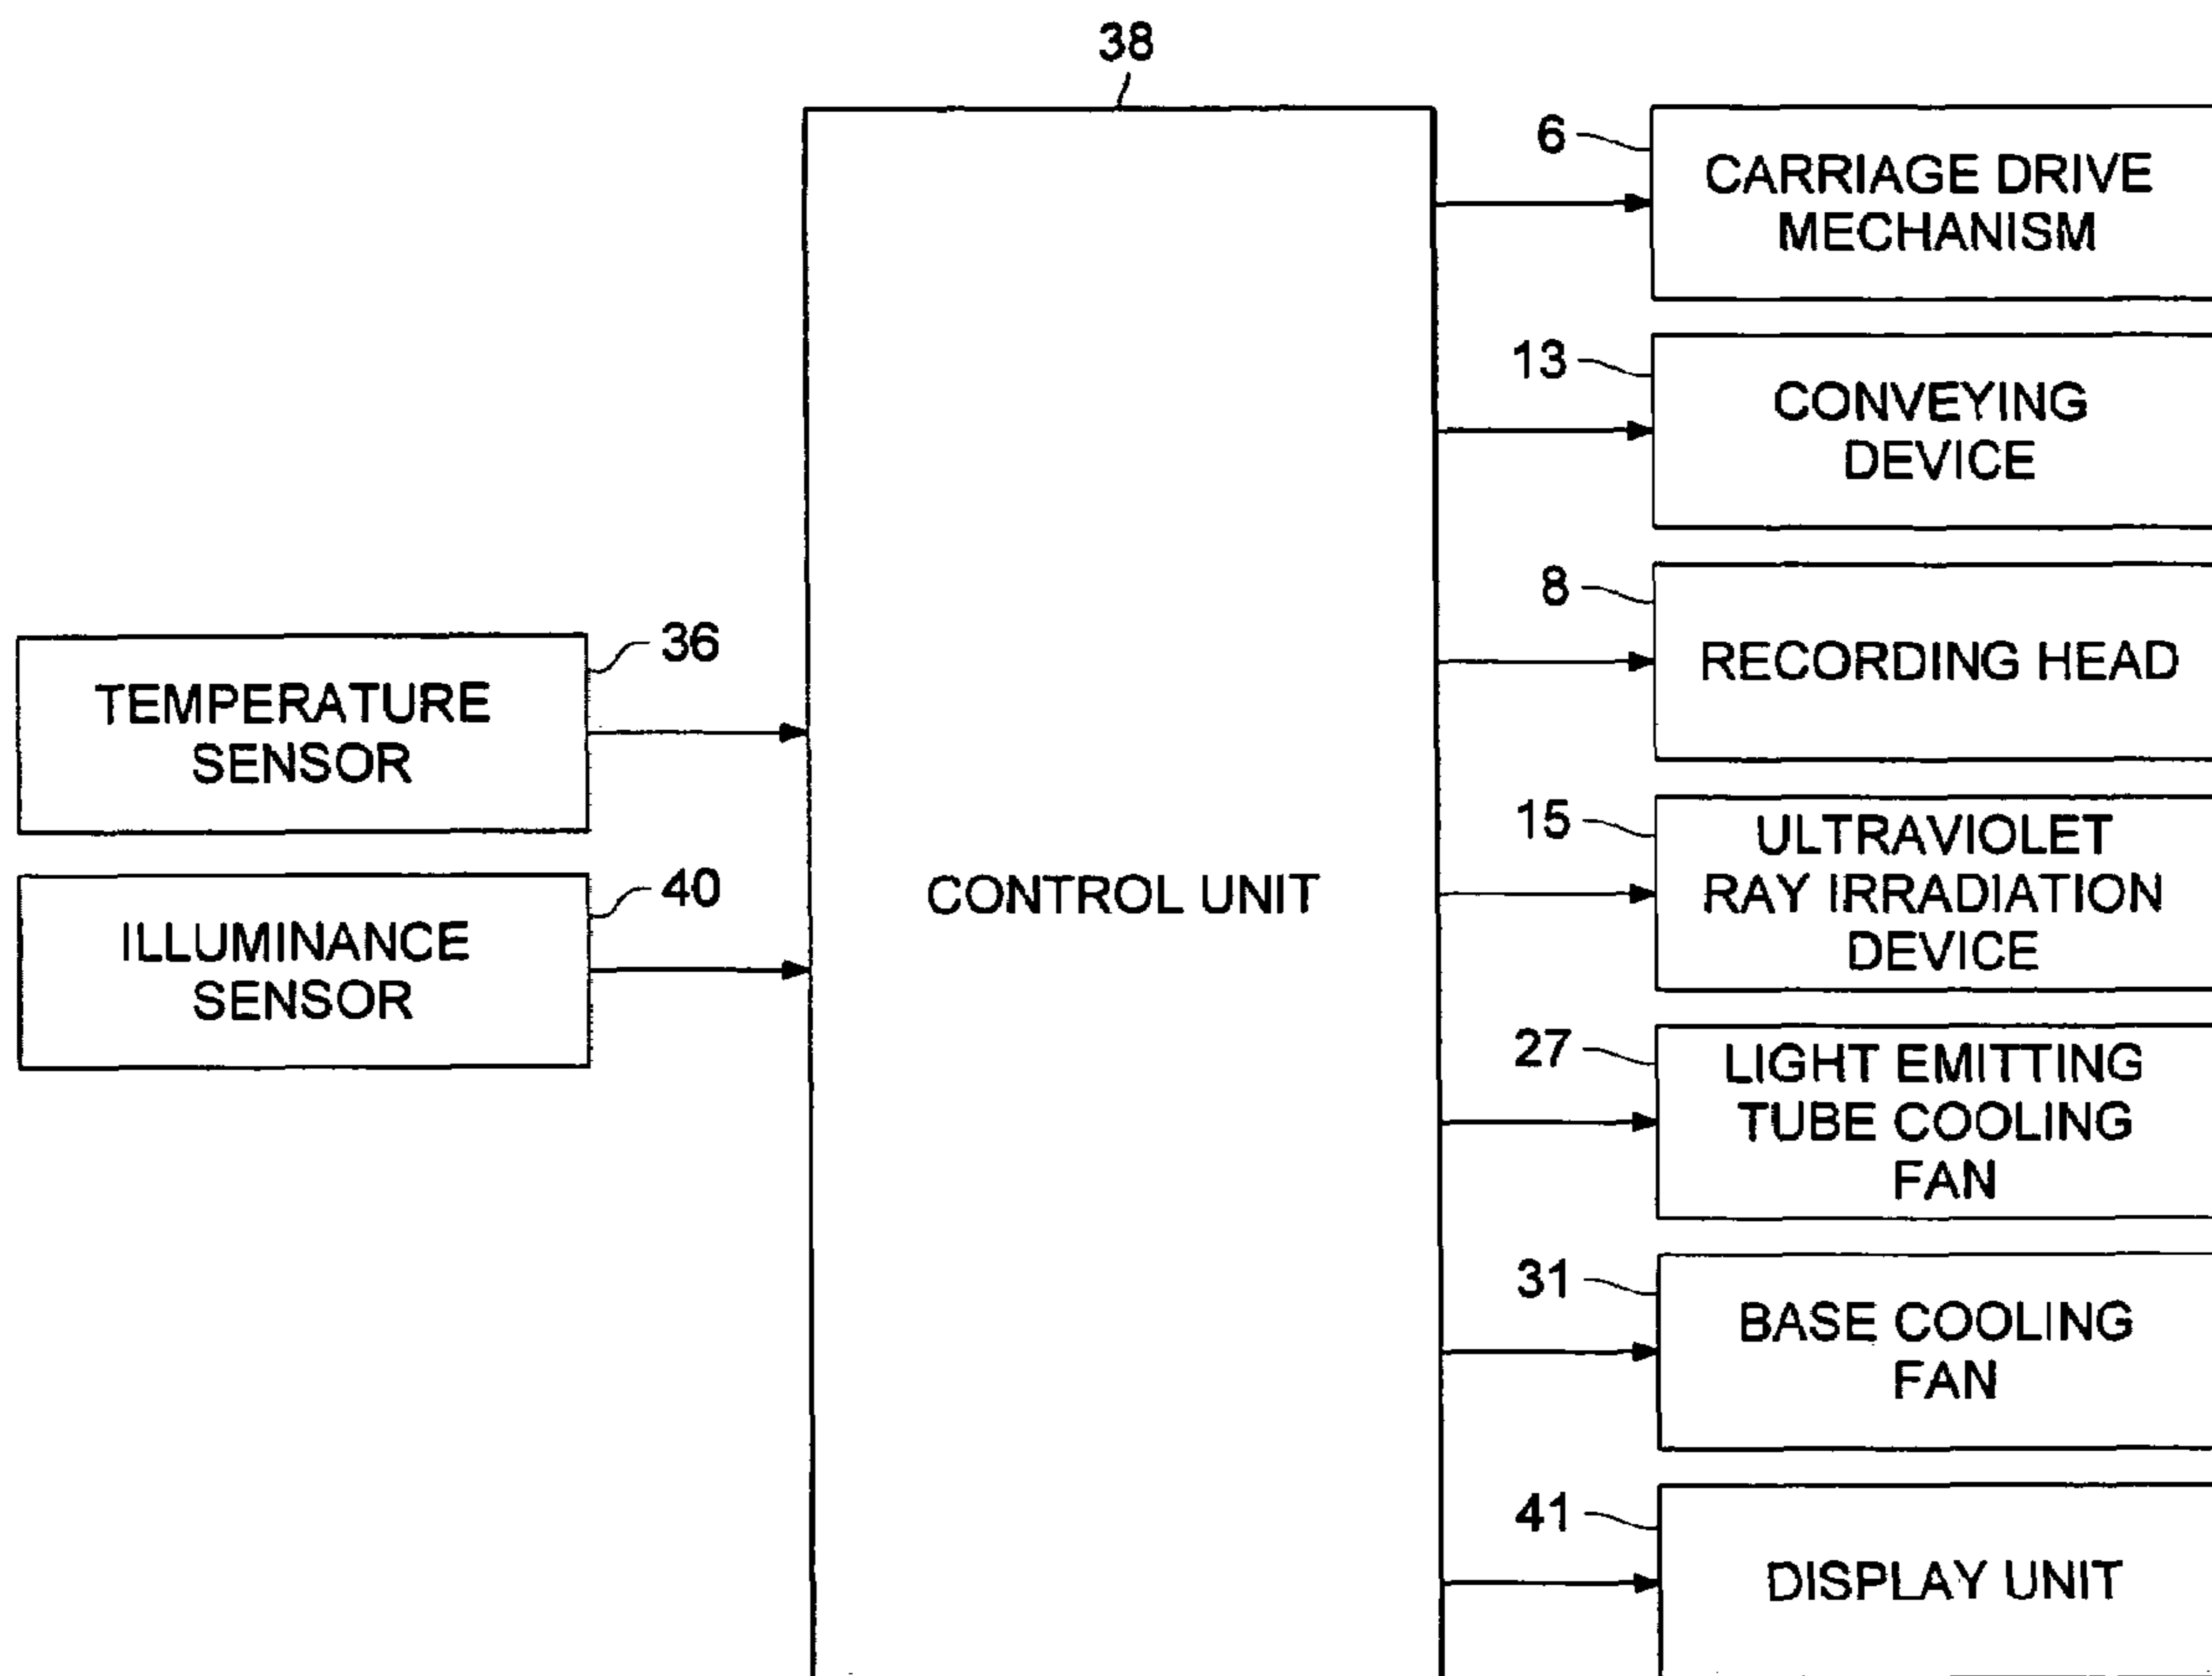 38
6
CARRIAGE DRIVE
MECHANISM
13
CONVEYING
DEVICE
8
RECORDING HEAD
36
TEMPERATURE
SENSOR
15
ULTRAVIOLET
RAY IRRADIATION
DEVICE
40
ILLUMINANCE
SENSOR
CONTROL UNIT
27
LIGHT EMITTING
TUBE COOLING
FAN
31
BASE COOLING
FAN
41
DISPLAY UNIT